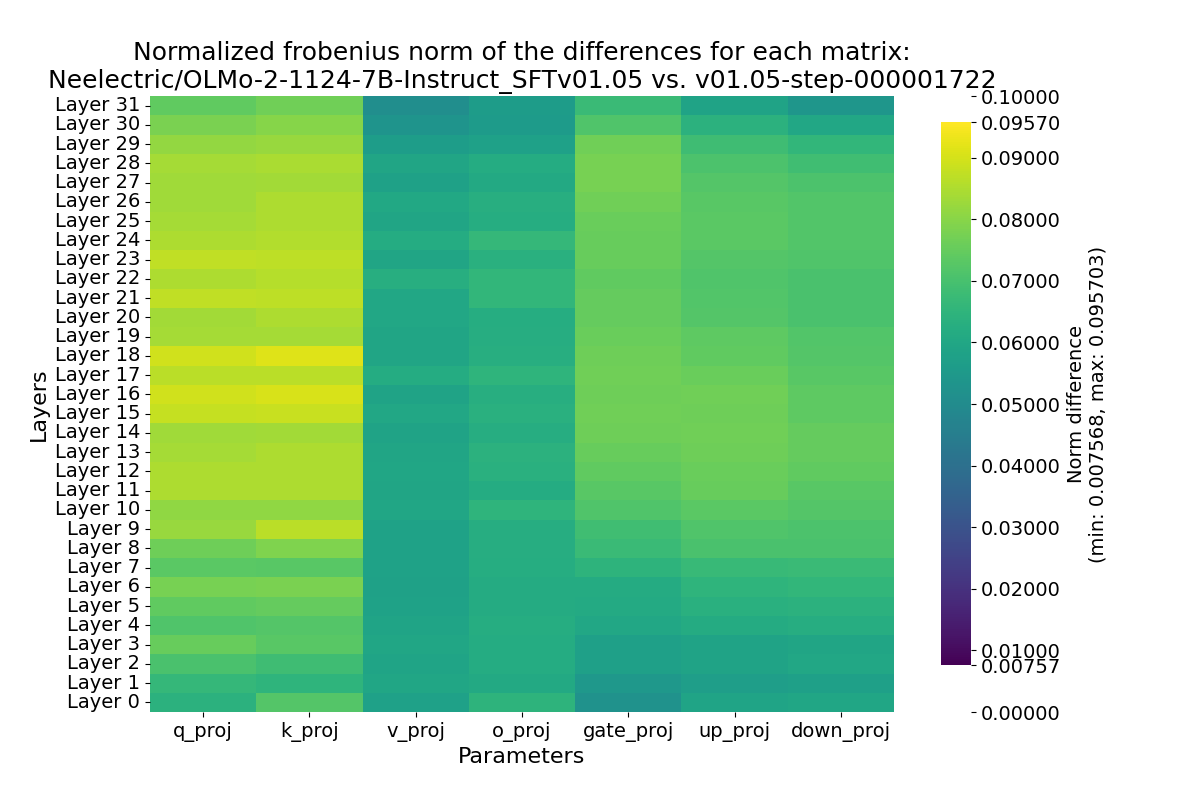 Normalized frobenius norm of the differences for each matrix:
Neelectric/OLMo-2-1124-7B-Instruct_SFTv01.05 vs. v01.05-step-000001722
Layers
Layer 31
Layer 30
Layer 29
Layer 28
Layer 27
Layer 26
Layer 25
Layer 24
Layer 23
Layer 22
Layer 21
Layer 20
Layer 19
Layer 18
Layer 17
Layer 16
Layer 15
Layer 14
Layer 13
Layer 12
Layer 11
Layer 10
Layer 9
Layer 8
Layer 7
Layer 6
Layer 5
Layer 4
Layer 3
Layer 2
Layer 1
Layer 0
q_proj k_proj v_proj o_proj gate_proj up_proj down_proj
Parameters
0.10000
0.09570
0.09000
0.08000
0.07000
0.06000
0.05000
0.04000
0.03000
0.02000
0.01000
0.00757
0.00000
Norm difference
(min: 0.007568, max: 0.095703)